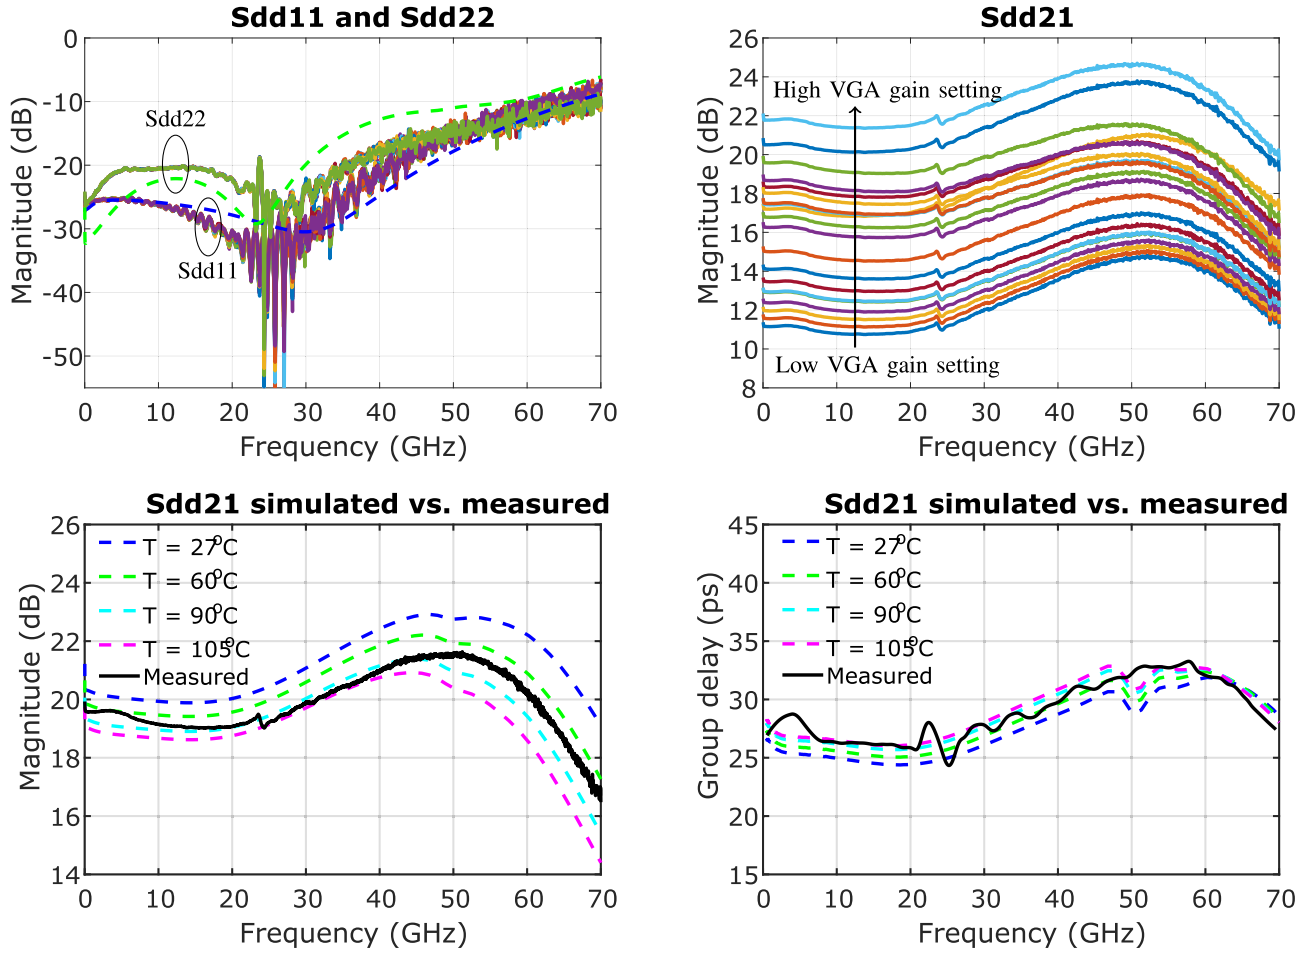 Sdd11 and Sdd22
0
-10
-20
-30
-40
-50
Magnitude (dB)
Sdd22
Sdd11
0 10 20 30 40 50 60 70
Frequency (GHz)
Sdd21
26
24
22
20
18
16
14
12
10
8
Magnitude (dB)
High VGA gain setting
Low VGA gain setting
0 10 20 30 40 50 60 70
Frequency (GHz)
Sdd21 simulated vs. measured
26
24
22
20
18
16
14
Magnitude (dB)
T = 27°C
T = 60°C
T = 90°C
T = 105°C
Measured
0 10 20 30 40 50 60 70
Frequency (GHz)
Sdd21 simulated vs. measured
45
40
35
30
25
20
15
Group delay (ps)
T = 27°C
T = 60°C
T = 90°C
T = 105°C
Measured
0 10 20 30 40 50 60 70
Frequency (GHz)